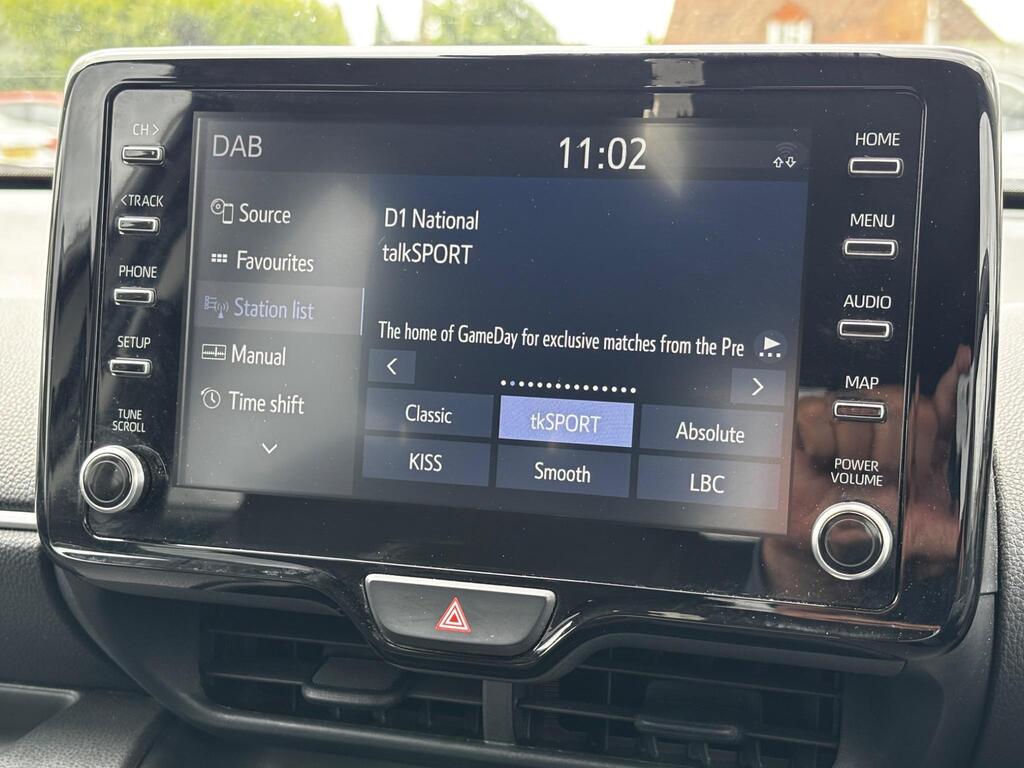 CH>
<TRACK
PHONE
SETUP
TUNE
SCROLL
DAB
11:02
Source
Favourites
Station list
Manual
Time shift
D1 National
talkSPORT
The home of GameDay for exclusive matches from the Pre
Classic
tkSPORT
Absolute
KISS
Smooth
LBC
HOME
MENU
AUDIO
MAP
POWER
VOLUME